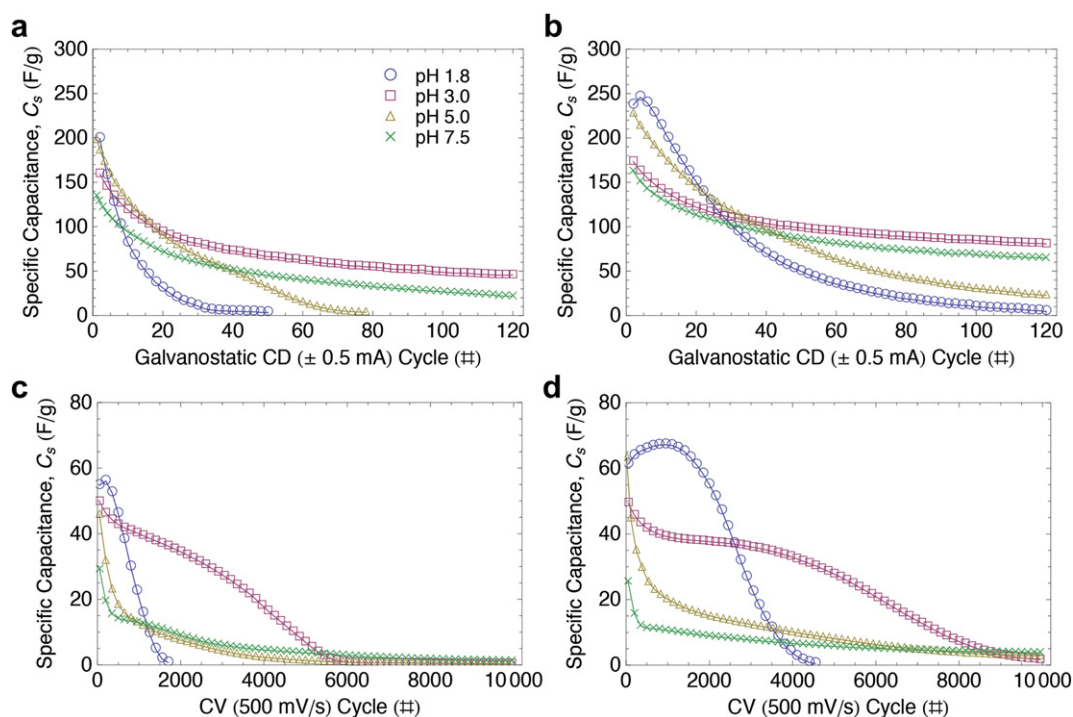 a
300
250
200
150
100
50
0
Specific Capacitance, Cs (F/g)
pH 1.8
pH 3.0
pH 5.0
pH 7.5
0 20 40 60 80 100 120
Galvanostatic CD (± 0.5 mA) Cycle (#)
b
300
250
200
150
100
50
0
Specific Capacitance, Cs (F/g)
0 20 40 60 80 100 120
Galvanostatic CD (± 0.5 mA) Cycle (#)
c
80
60
40
20
0
Specific Capacitance, Cs (F/g)
0 2000 4000 6000 8000 10 000
CV (500 mV/s) Cycle (#)
d
80
60
40
20
0
Specific Capacitance, Cs (F/g)
0 2000 4000 6000 8000 10 000
CV (500 mV/s) Cycle (#)